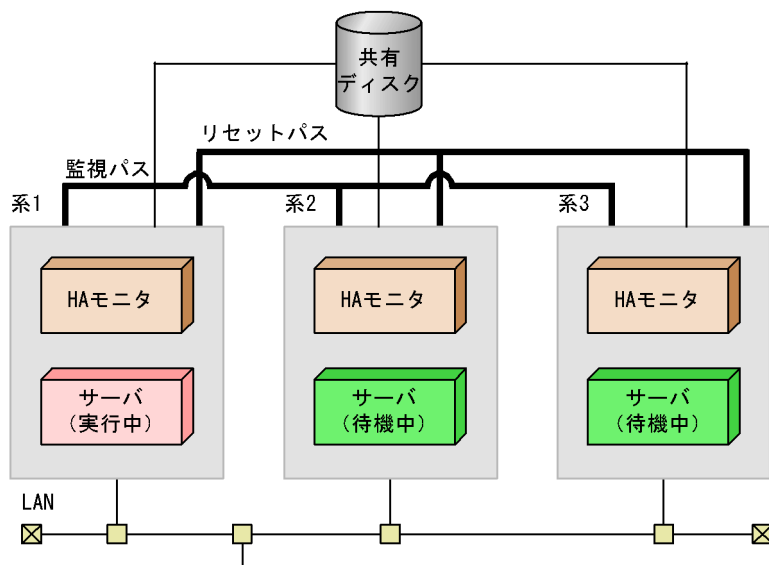 共有
ディスク
リセットパス
監視パス
系1
系2
系3
HAモニタ
HAモニタ
HAモニタ
サーバ
(実行中)
サーバ
(待機中)
サーバ
(待機中)
LAN